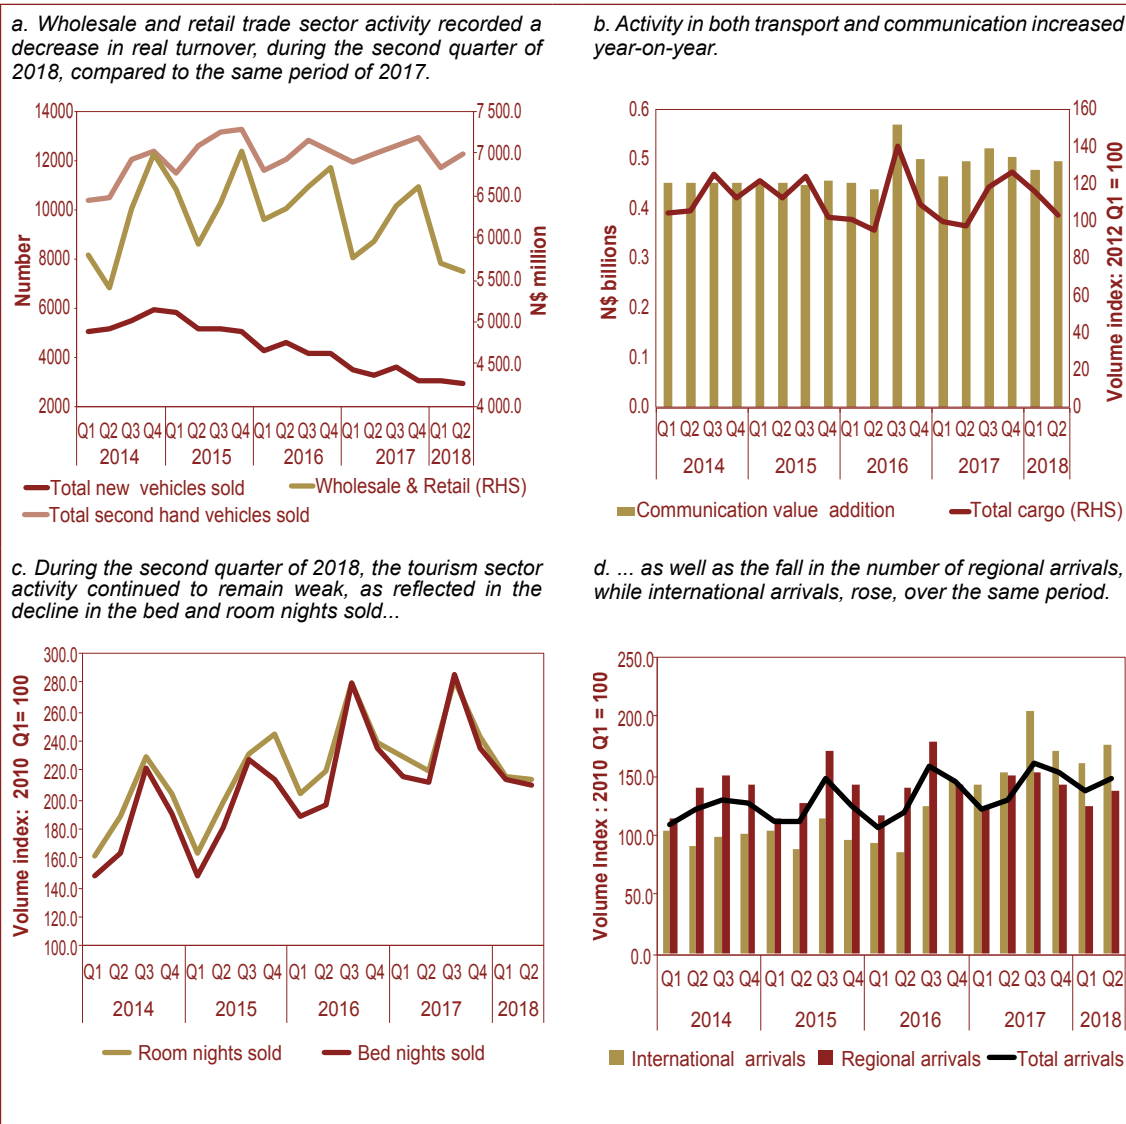 a. Wholesale and retail trade sector activity recorded a
decrease in real turnover, during the second quarter of
2018, compared to the same period of 2017.
14000
12000
10000
8000
6000
4000
2000
Number
7 500.0
7 000.0
6 500.0
6 000.0
5 500.0
5 000.0
4 500.0
4 000.0
N$ million
Q1 Q2 Q3 Q4 Q1 Q2 Q3 Q4 Q1 Q2 Q3 Q4 Q1 Q2 Q3 Q4 Q1 Q2
2014 2015 2016 2017 2018
Total new vehicles sold Wholesale & Retail (RHS)
Total second hand vehicles sold
b. Activity in both transport and communication increased
year-on-year.
0.6
0.5
0.4
0.3
0.2
0.1
0.0
N$ billions
160
140
120
100
80
60
40
20
0
Volume index: 2012 Q1 = 100
Q1 Q2 Q3 Q4 Q1 Q2 Q3 Q4 Q1 Q2 Q3 Q4 Q1 Q2 Q3 Q4 Q1 Q2
2014 2015 2016 2017 2018
Communication value addition Total cargo (RHS)
c. During the second quarter of 2018, the tourism sector
activity continued to remain weak, as reflected in the
decline in the bed and room nights sold...
300.0
280.0
260.0
240.0
220.0
200.0
180.0
160.0
140.0
120.0
100.0
Volume index: 2010 Q1= 100
Q1 Q2 Q3 Q4 Q1 Q2 Q3 Q4 Q1 Q2 Q3 Q4 Q1 Q2 Q3 Q4 Q1 Q2
2014 2015 2016 2017 2018
Room nights sold Bed nights sold
d. ... as well as the fall in the number of regional arrivals,
while international arrivals, rose, over the same period.
250.0
200.0
150.0
100.0
50.0
0.0
Volume Index : 2010 Q1 = 100
Q1 Q2 Q3 Q4 Q1 Q2 Q3 Q4 Q1 Q2 Q3 Q4 Q1 Q2 Q3 Q4 Q1 Q2
2014 2015 2016 2017 2018
International arrivals Regional arrivals Total arrivals